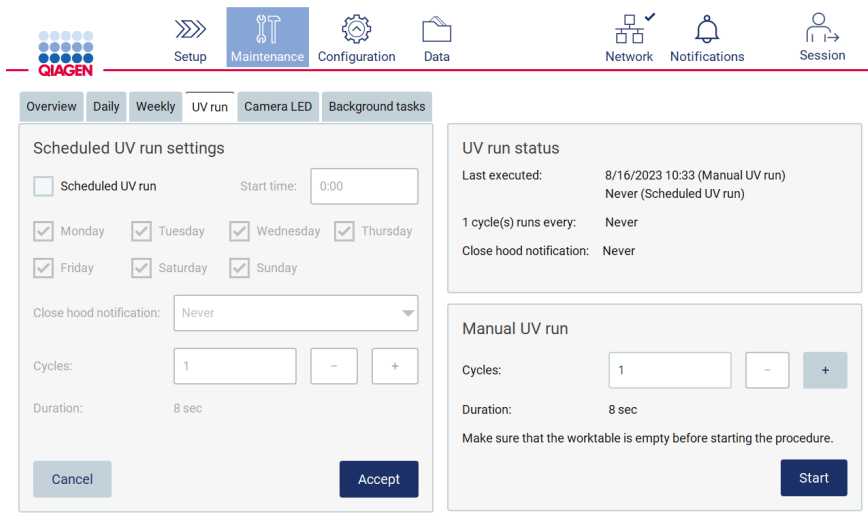 QIAGEN
Setup
Maintenance
Configuration
Data
Network
Notifications
Session
Overview
Daily
Weekly
UV run
Camera LED
Background tasks
Scheduled UV run settings
Scheduled UV run
Start time:
0:00
Monday
Tuesday
Wednesday
Thursday
Friday
Saturday
Sunday
Close hood notification:
Never
Cycles:
1
-
+
Duration:
8 sec
Cancel
Accept
UV run status
Last executed:
8/16/2023 10:33 (Manual UV run)
Never (Scheduled UV run)
1 cycle(s) runs every:
Never
Close hood notification:
Never
Manual UV run
Cycles:
1
-
+
Duration:
8 sec
Make sure that the worktable is empty before starting the procedure.
Start